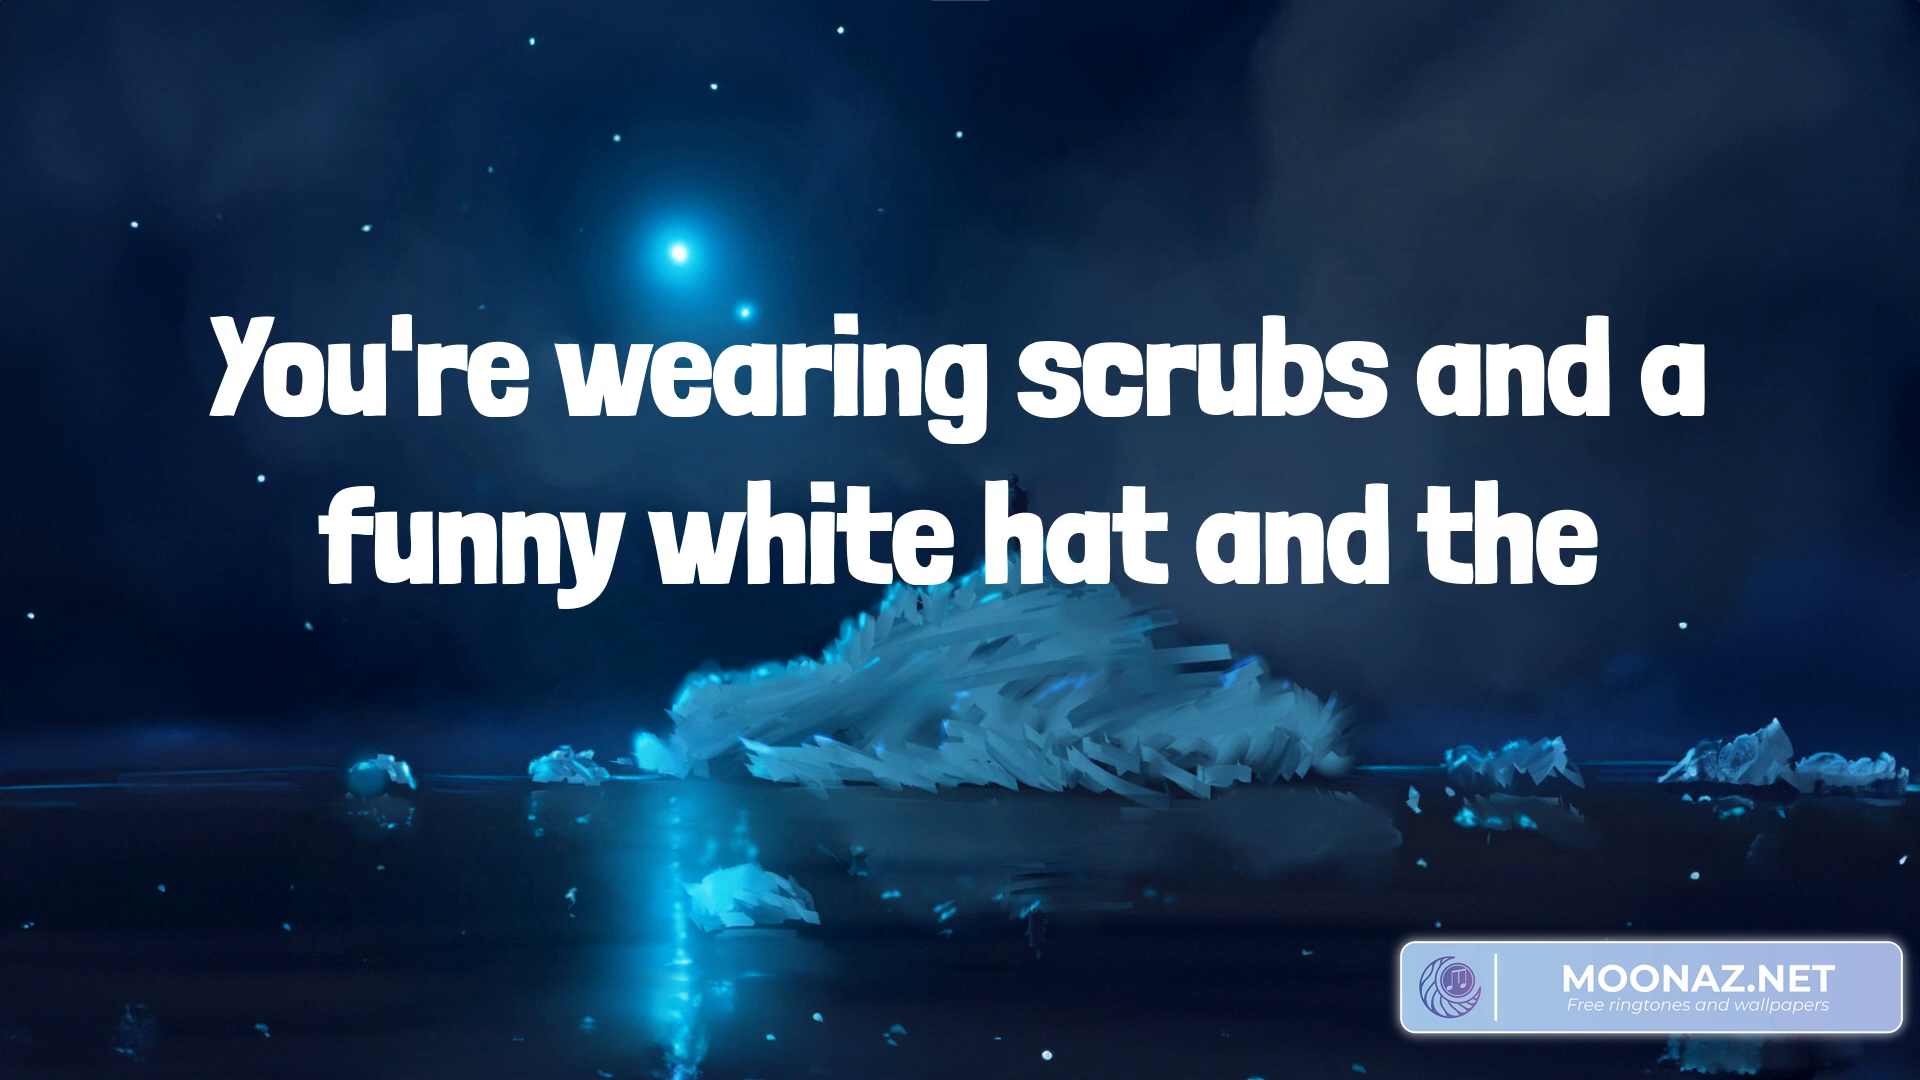 You're wearing scrubs and a
funny white hat and the
MOONAZ.NET
Free ringtones and wallpapers